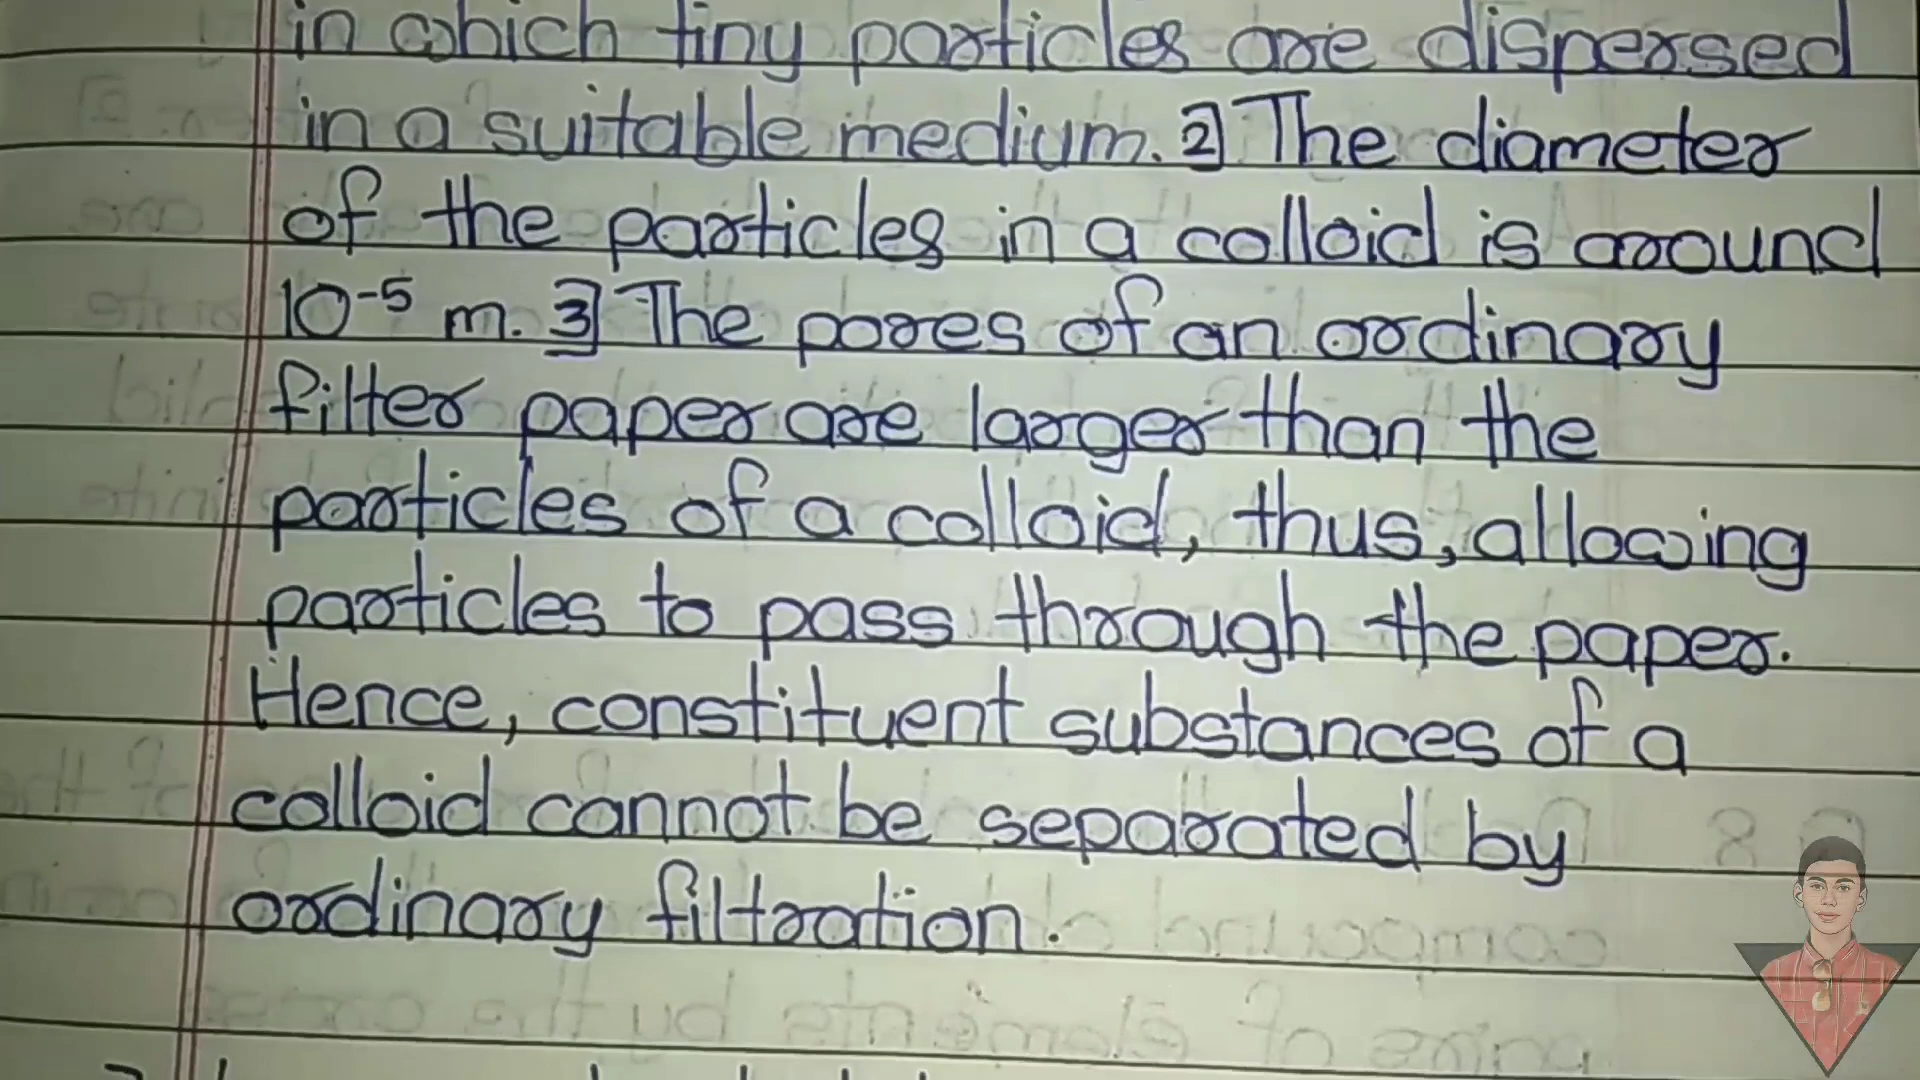 in which tiny particles are dispersed
in a suitable medium. 2] The diameter
of the particles in a colloid is around
10⁻⁵ m. 3] The pores of an ordinary
filter paper are larger than the
particles of a colloid, thus, allowing
particles to pass through the paper.
Hence, constituent substances of a
colloid cannot be separated by
ordinary filtration.